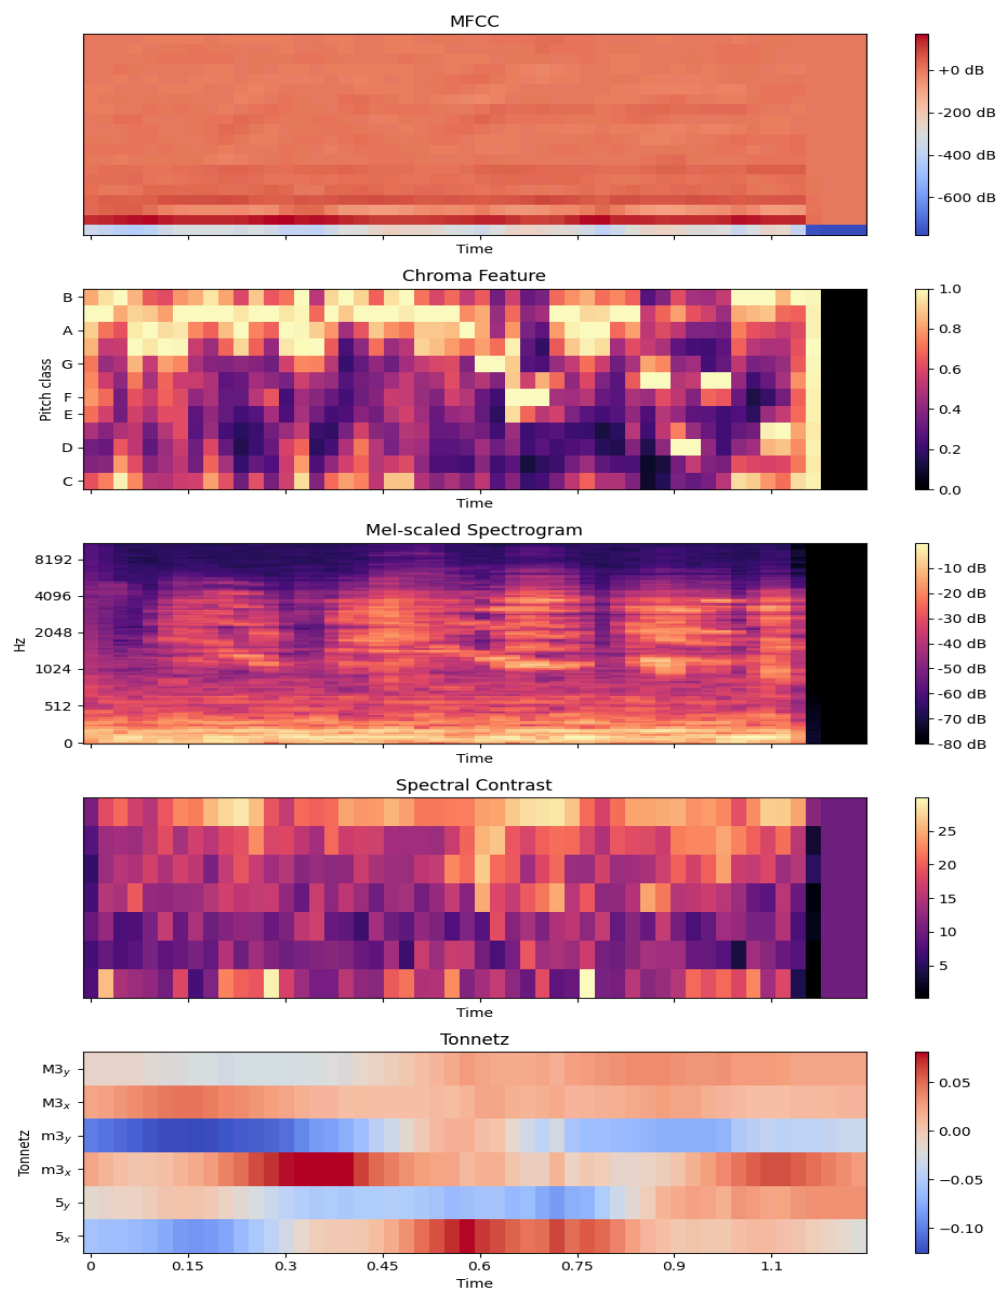 MFCC
+0 dB
-200 dB
-400 dB
-600 dB
Time
Chroma Feature
Pitch class
B
A
G
F
E
D
C
1.0
0.8
0.6
0.4
0.2
0.0
Time
Mel-scaled Spectrogram
Hz
8192
4096
2048
1024
512
0
-10 dB
-20 dB
-30 dB
-40 dB
-50 dB
-60 dB
-70 dB
-80 dB
Time
Spectral Contrast
25
20
15
10
5
Time
Tonnetz
Tonnetz
M3y
M3x
m3y
m3x
5y
5x
0.05
0.00
−0.05
−0.10
0 0.15 0.3 0.45 0.6 0.75 0.9 1.1
Time